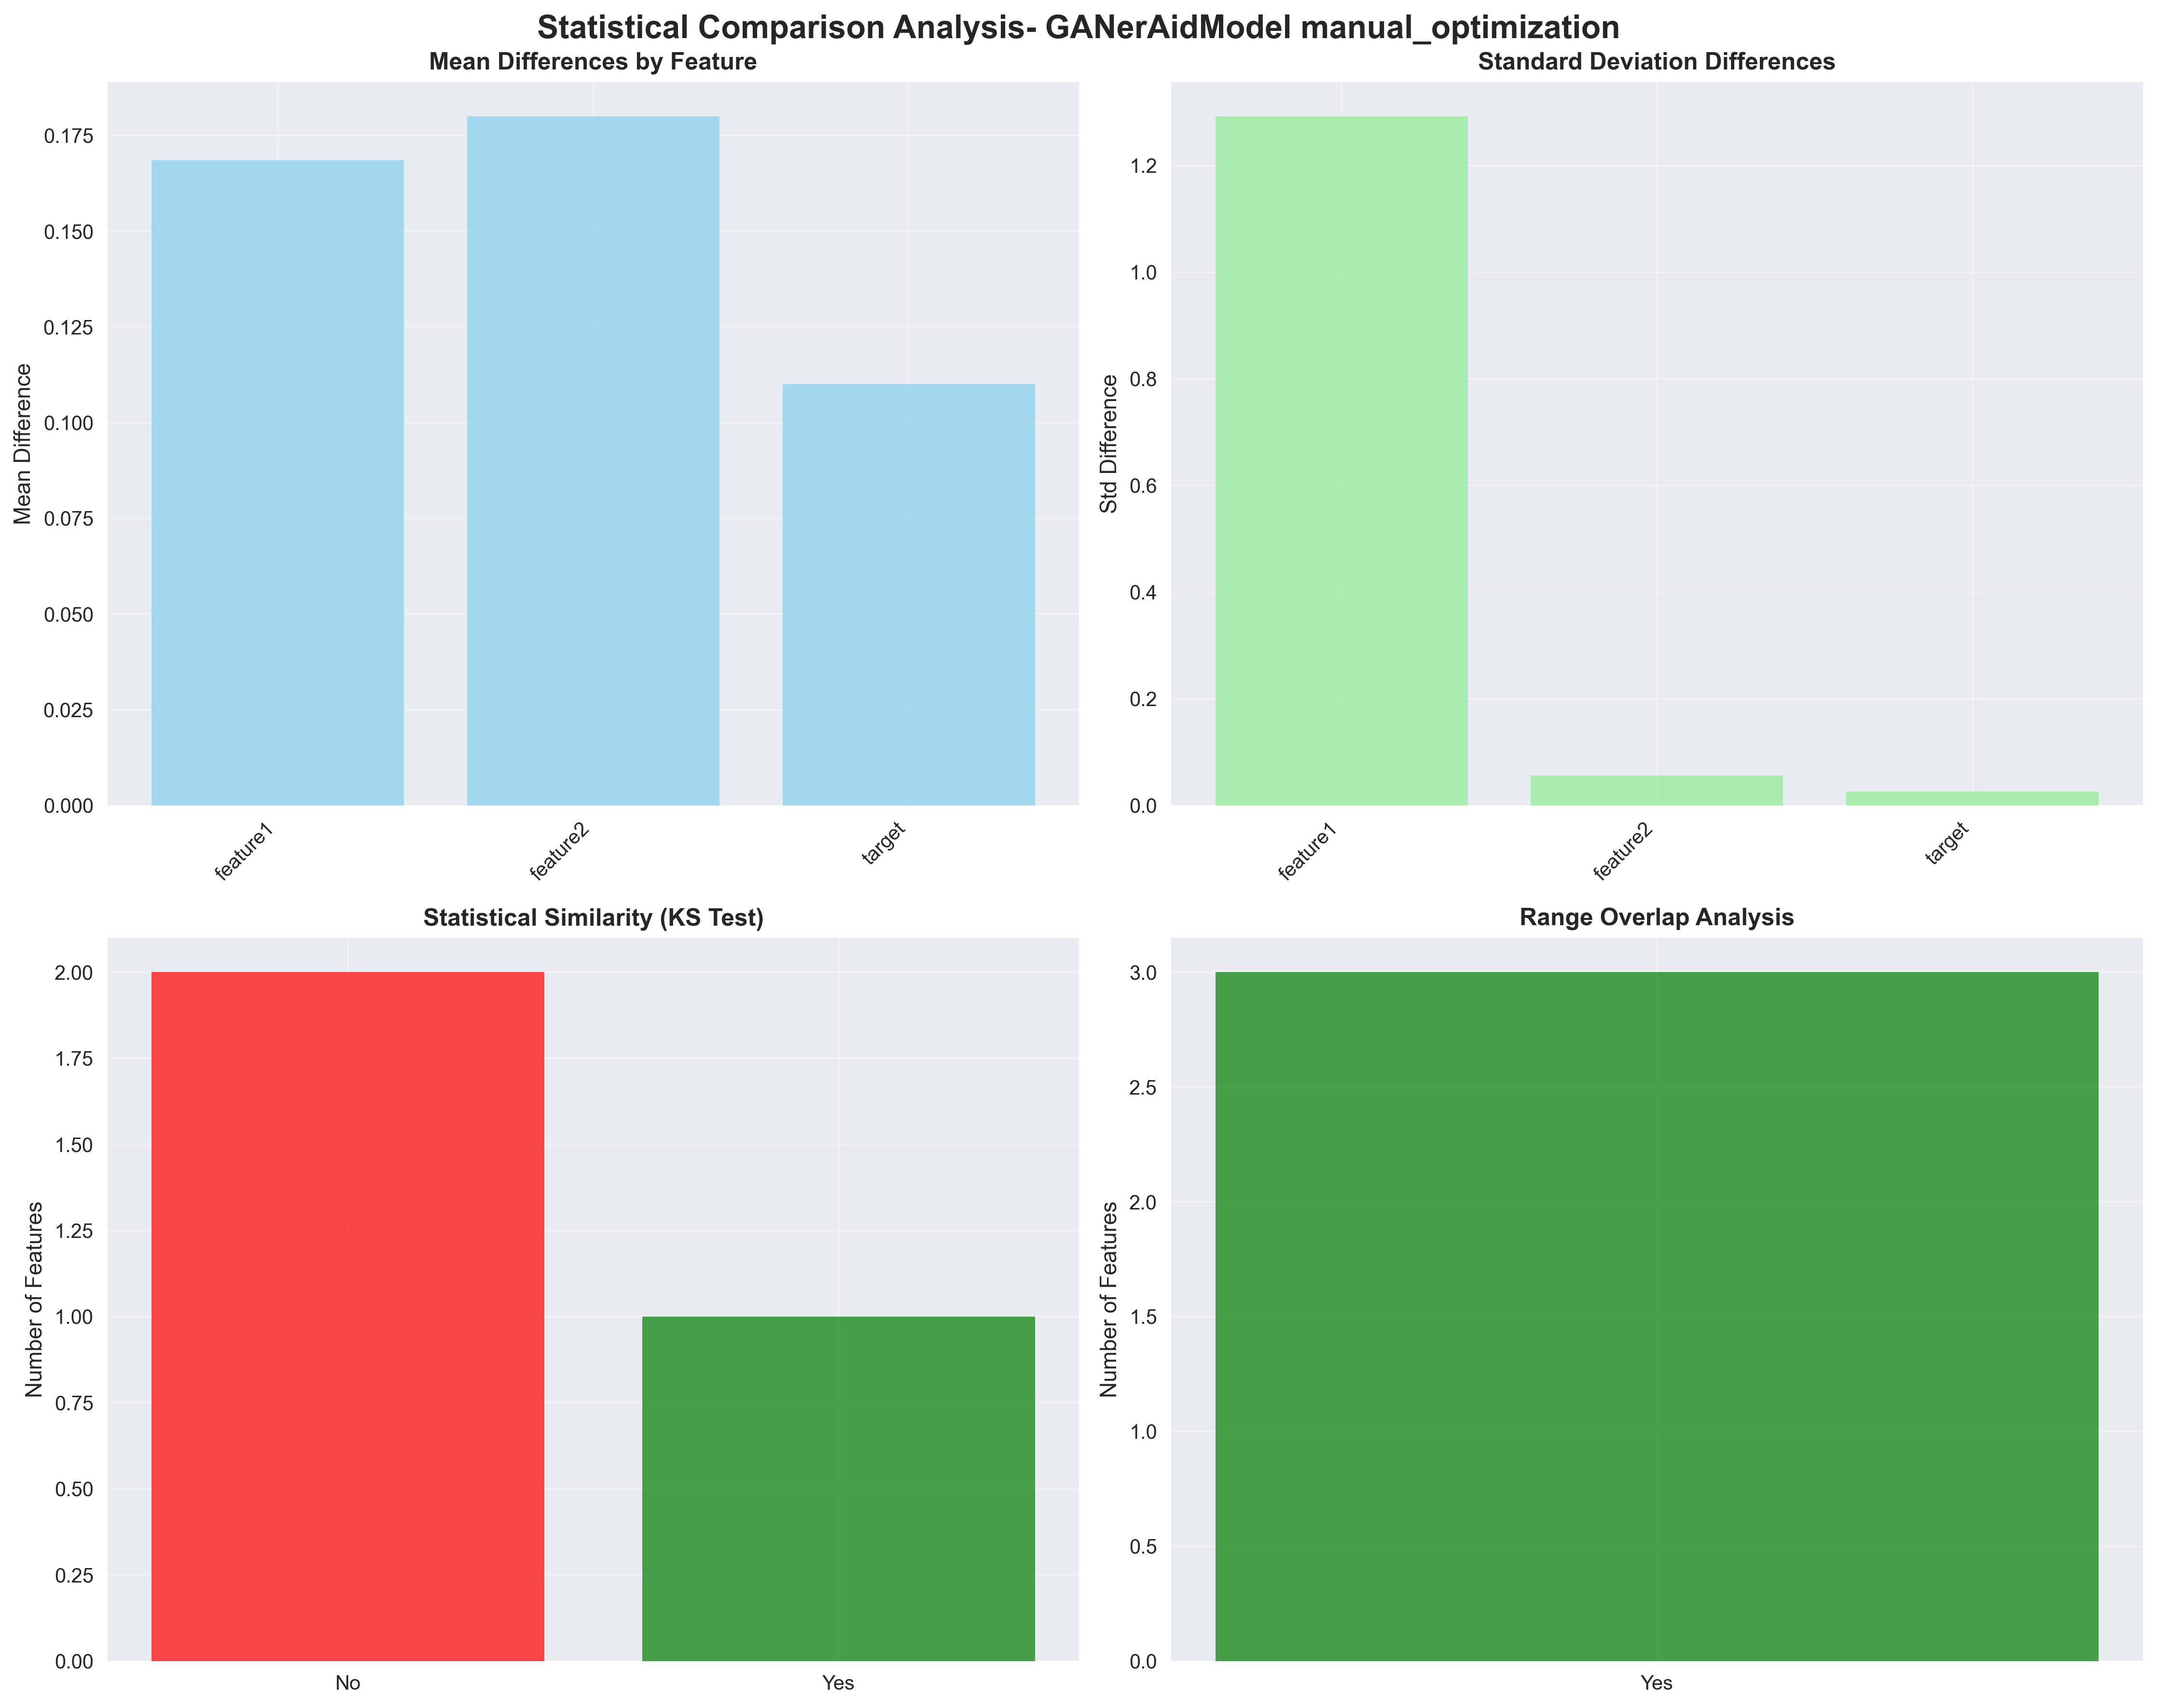 Statistical Comparison Analysis- GANerAidModel manual_optimization
Mean Differences by Feature
Mean Difference
0.175
0.150
0.125
0.100
0.075
0.050
0.025
0.000
feature1
feature2
target
Standard Deviation Differences
Std Difference
1.2
1.0
0.8
0.6
0.4
0.2
0.0
feature1
feature2
target
Statistical Similarity (KS Test)
Number of Features
2.00
1.75
1.50
1.25
1.00
0.75
0.50
0.25
0.00
No
Yes
Range Overlap Analysis
Number of Features
3.0
2.5
2.0
1.5
1.0
0.5
0.0
Yes